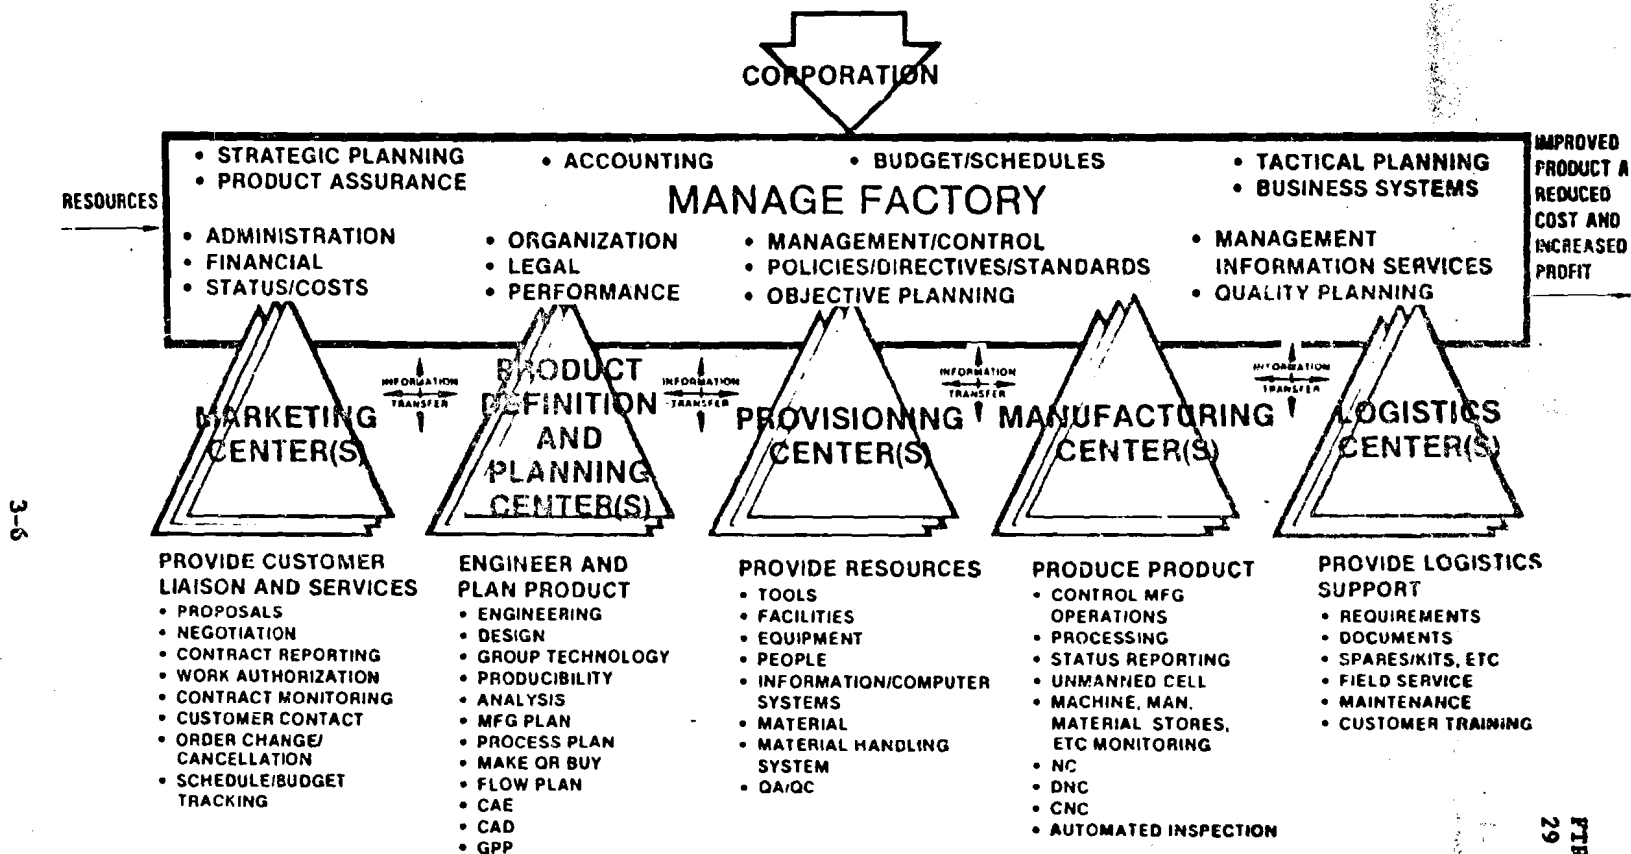 CORPORATION
• STRATEGIC PLANNING
• PRODUCT ASSURANCE
• ACCOUNTING
• BUDGET/SCHEDULES
• TACTICAL PLANNING
• BUSINESS SYSTEMS
MANAGE FACTORY
RESOURCES
IMPROVED
PRODUCT A
REDUCED
COST AND
INCREASED
PROFIT
• ADMINISTRATION
• FINANCIAL
• STATUS/COSTS
• ORGANIZATION
• LEGAL
• PERFORMANCE
• MANAGEMENT/CONTROL
• POLICIES/DIRECTIVES/STANDARDS
• OBJECTIVE PLANNING
• MANAGEMENT
INFORMATION SERVICES
• QUALITY PLANNING
MARKETING
CENTER(S)
INFORMATION
TRANSFER
PRODUCT
DEFINITION
AND
PLANNING
CENTER(S)
INFORMATION
TRANSFER
PROVISIONING
CENTER(S)
INFORMATION
TRANSFER
MANUFACTURING
CENTER(S)
INFORMATION
TRANSFER
LOGISTICS
CENTER(S)
PROVIDE CUSTOMER
LIAISON AND SERVICES
• PROPOSALS
• NEGOTIATION
• CONTRACT REPORTING
• WORK AUTHORIZATION
• CONTRACT MONITORING
• CUSTOMER CONTACT
• ORDER CHANGE/
CANCELLATION
• SCHEDULE/BUDGET
TRACKING
ENGINEER AND
PLAN PRODUCT
• ENGINEERING
• DESIGN
• GROUP TECHNOLOGY
• PRODUCIBILITY
• ANALYSIS
• MFG PLAN
• PROCESS PLAN
• MAKE OR BUY
• FLOW PLAN
• CAE
• CAD
• GPP
PROVIDE RESOURCES
• TOOLS
• FACILITIES
• EQUIPMENT
• PEOPLE
• INFORMATION/COMPUTER
SYSTEMS
• MATERIAL
• MATERIAL HANDLING
SYSTEM
• QA/QC
PRODUCE PRODUCT
• CONTROL MFG
OPERATIONS
• PROCESSING
• STATUS REPORTING
• UNMANNED CELL
• MACHINE, MAN,
MATERIAL STORES,
ETC MONITORING
• NC
• DNC
• CNC
• AUTOMATED INSPECTION
PROVIDE LOGISTICS
SUPPORT
• REQUIREMENTS
• DOCUMENTS
• SPARES/KITS, ETC
• FIELD SERVICE
• MAINTENANCE
• CUSTOMER TRAINING
3-6
29